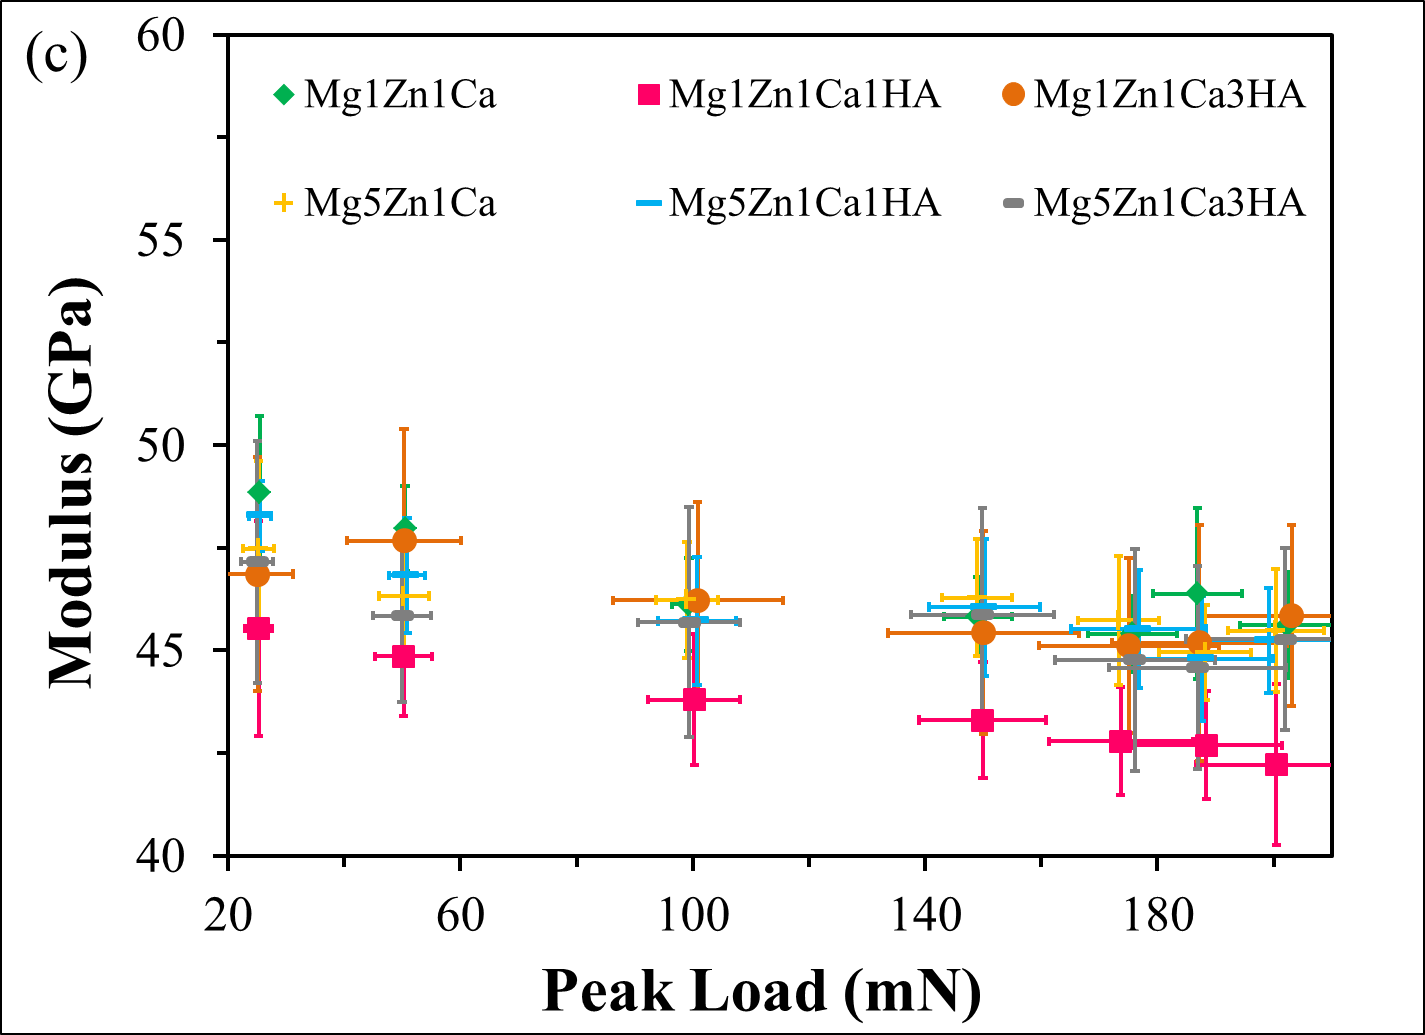 (c)
60
55
50
45
40
Modulus (GPa)
Mg1Zn1Ca Mg1Zn1Ca1HA Mg1Zn1Ca3HA
Mg5Zn1Ca Mg5Zn1Ca1HA Mg5Zn1Ca3HA
20 60 100 140 180
Peak Load (mN)